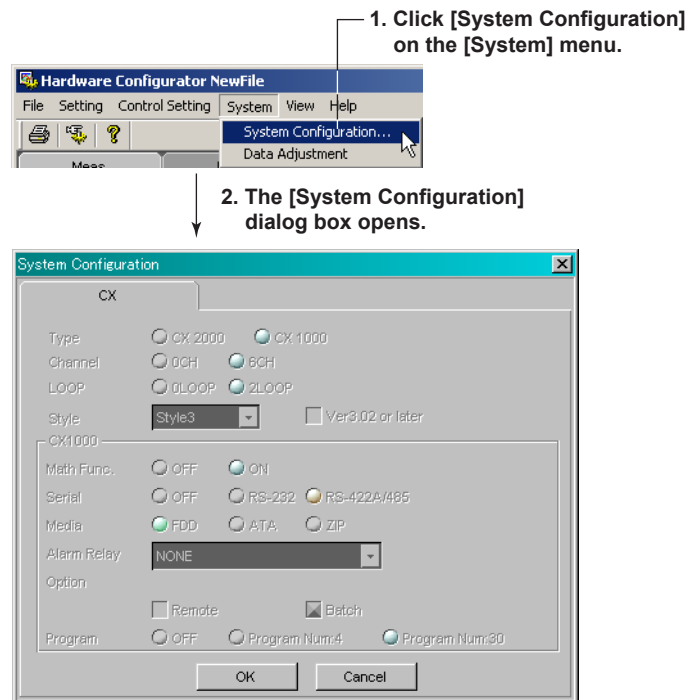 1. Click [System Configuration]
on the [System] menu.
Hardware Configurator NewFile
File Setting Control Setting System View Help
System Configuration...
Data Adjustment
Meas
2. The [System Configuration]
dialog box opens.
System Configuration
CX
Type CX 2000 CX 1000
Channel 0CH 6CH
LOOP 0LOOP 2LOOP
Style Style3 Ver3.02 or later
CX1000
Math Func. OFF ON
Serial OFF RS-232 RS-422A/485
Media FDD ATA ZIP
Alarm Relay NONE
Option
Remote Batch
Program OFF Program Num:4 Program Num:30
OK Cancel